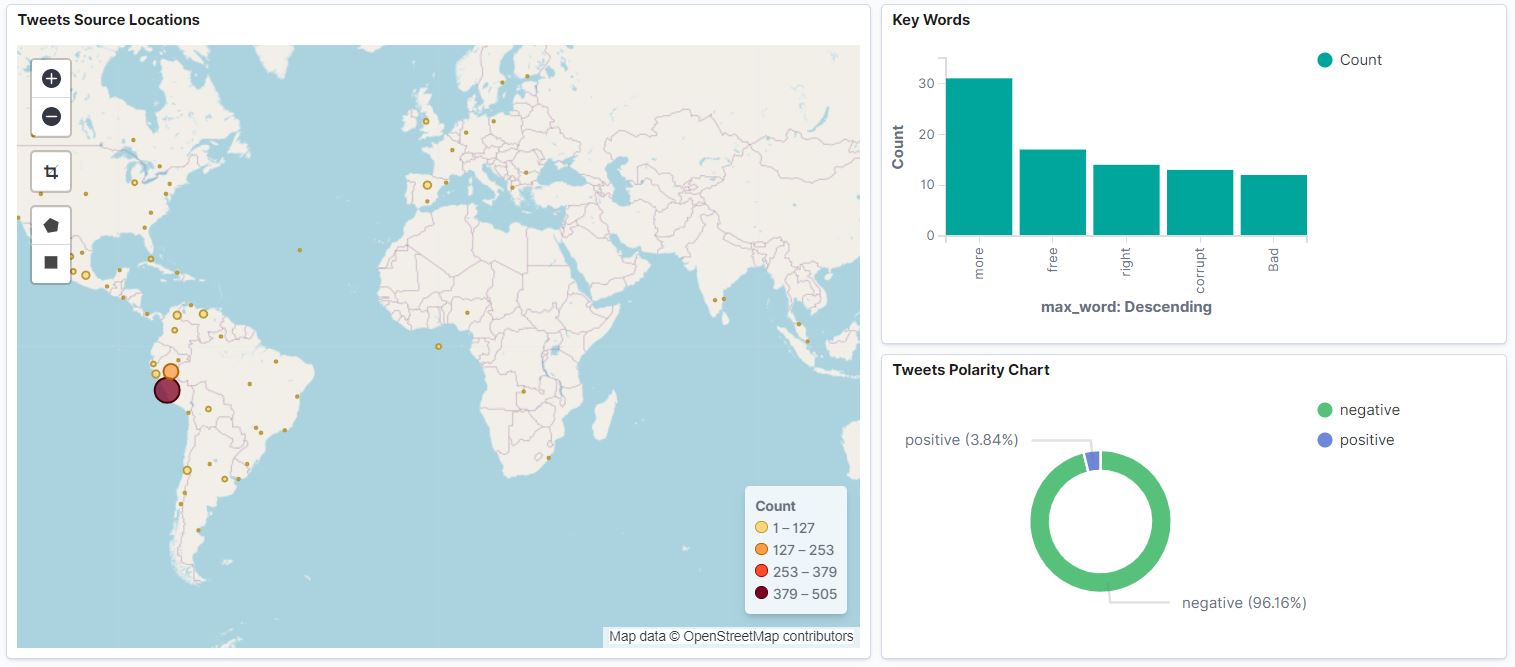 Tweets Source Locations
Count
1 – 127
127 – 253
253 – 379
379 – 505
Map data © OpenStreetMap contributors
Key Words
Count
Count
30
20
10
0
more
free
right
corrupt
Bad
max_word: Descending
Tweets Polarity Chart
negative
positive
positive (3.84%)
negative (96.16%)